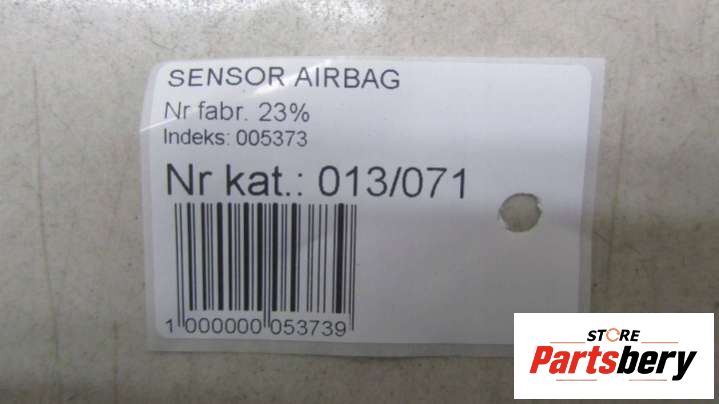 SENSOR AIRBAG
Nr fabr. 23%
Indeks: 005373
Nr kat.: 013/071
1 000000 053739
STORE
Partsbery